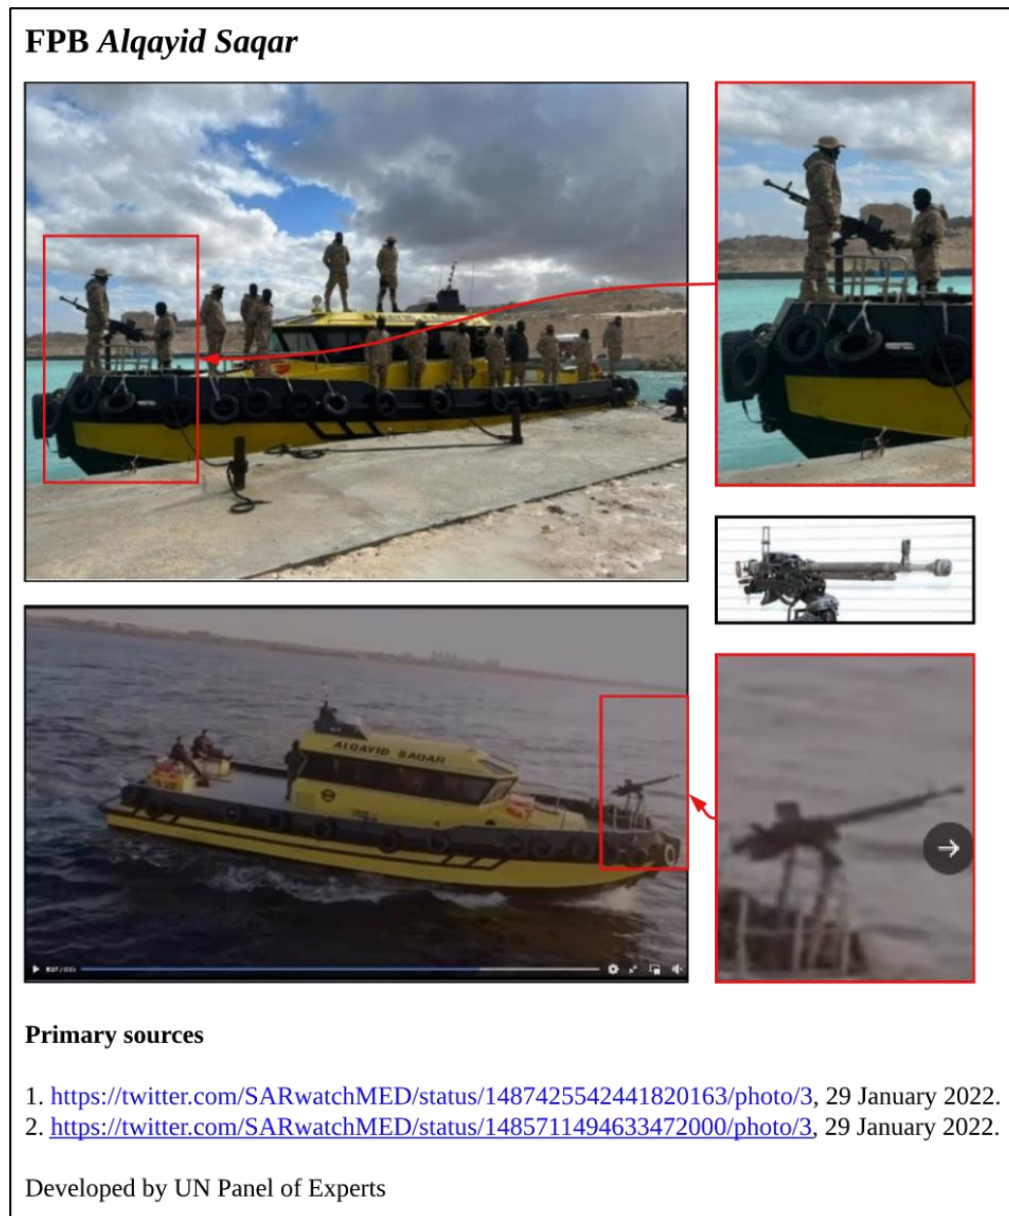 FPB Alqayid Saqar
ALQAYID SAQAR
Primary sources
1. https://twitter.com/SARwatchMED/status/1487425542441820163/photo/3, 29 January 2022.
2. https://twitter.com/SARwatchMED/status/1485711494633472000/photo/3, 29 January 2022.
Developed by UN Panel of Experts